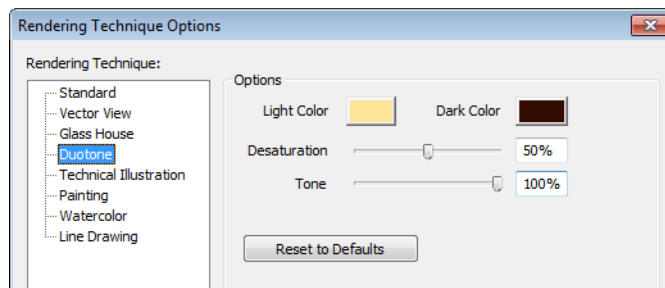 Rendering Technique Options
Rendering Technique:
Standard
Vector View
Glass House
Duotone
Technical Illustration
Painting
Watercolor
Line Drawing
Options
Light Color Dark Color
Desaturation 50%
Tone 100%
Reset to Defaults